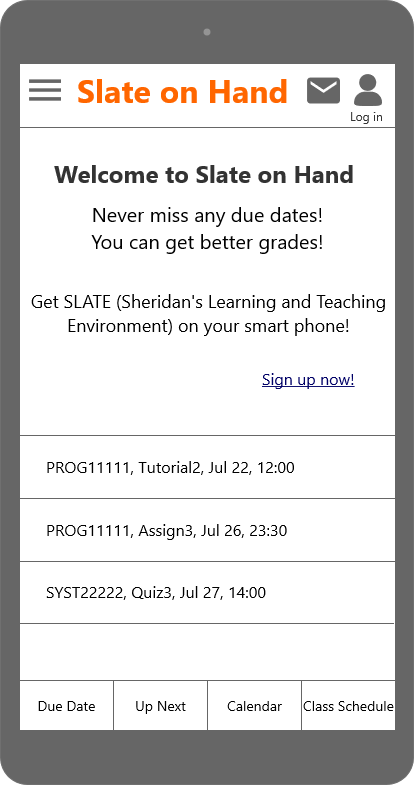 Slate on Hand
Log in
Welcome to Slate on Hand
Never miss any due dates!
You can get better grades!
Get SLATE (Sheridan's Learning and Teaching
Environment) on your smart phone!
Sign up now!
PROG11111, Tutorial2, Jul 22, 12:00
PROG11111, Assign3, Jul 26, 23:30
SYST22222, Quiz3, Jul 27, 14:00
Due Date Up Next Calendar Class Schedule